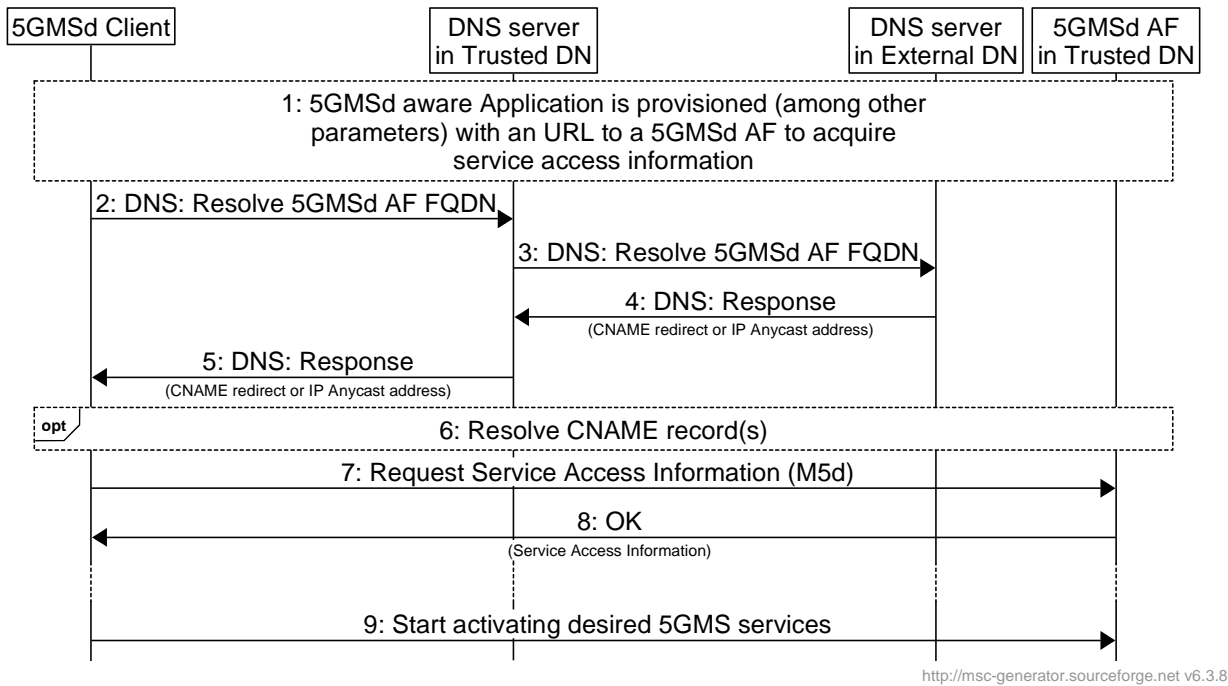 5GMSd Client
DNS server
in Trusted DN
DNS server
in External DN
5GMSd AF
in Trusted DN
1: 5GMSd aware Application is provisioned (among other
parameters) with an URL to a 5GMSd AF to acquire
service access information
2: DNS: Resolve 5GMSd AF FQDN
3: DNS: Resolve 5GMSd AF FQDN
4: DNS: Response
(CNAME redirect or IP Anycast address)
5: DNS: Response
(CNAME redirect or IP Anycast address)
opt
6: Resolve CNAME record(s)
7: Request Service Access Information (M5d)
8: OK
(Service Access Information)
9: Start activating desired 5GMS services
http://msc-generator.sourceforge.net v6.3.8